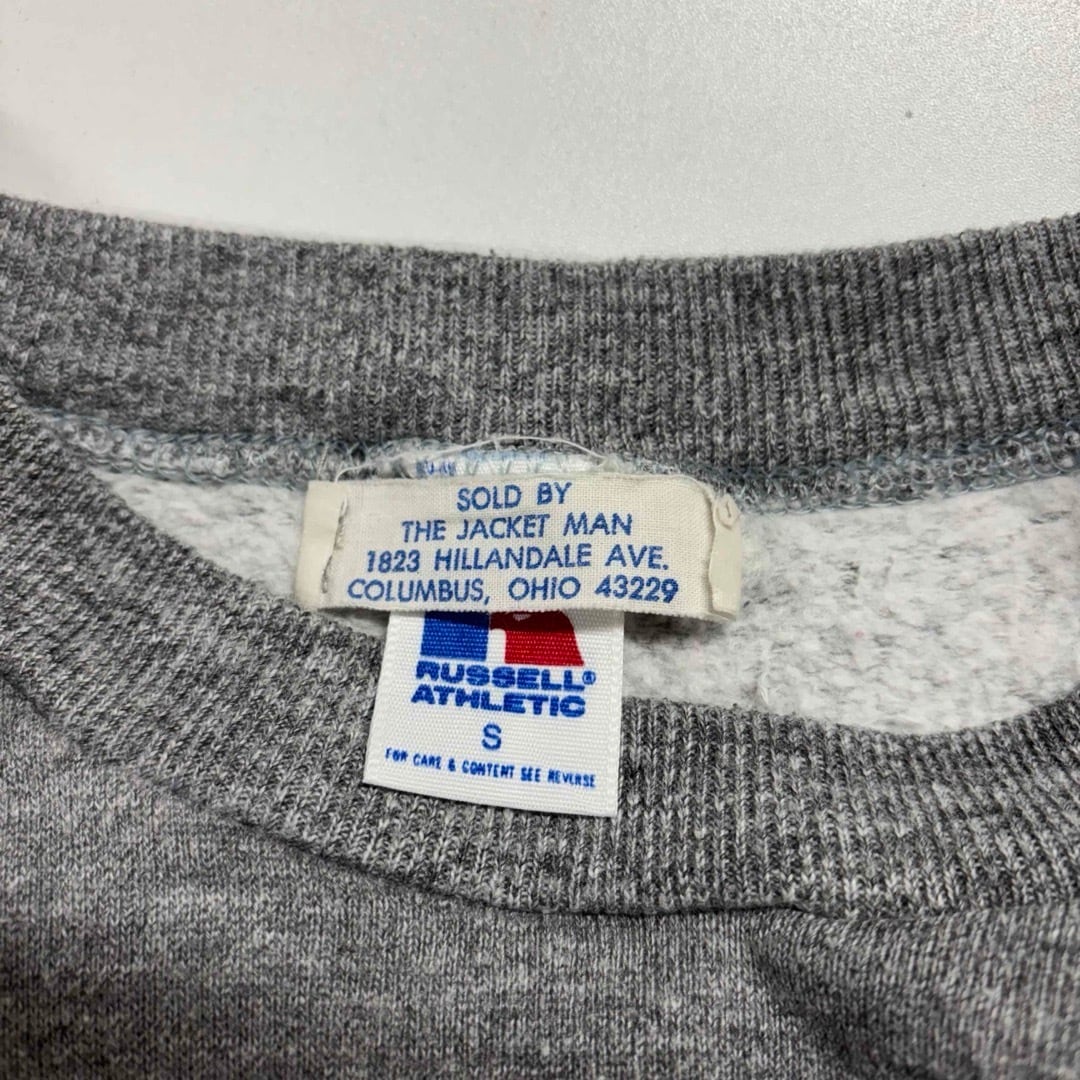 SOLD BY
THE JACKET MAN
1823 HILLANDALE AVE.
COLUMBUS, OHIO 43229
RUSSELL®
ATHLETIC
S
FOR CARE & CONTENT SEE REVERSE